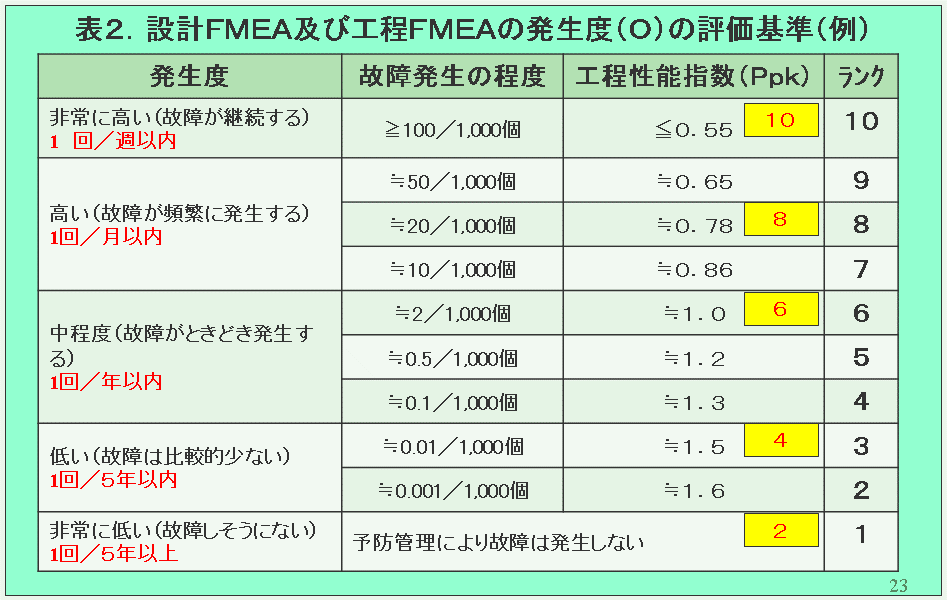 表2．設計FMEA及び工程FMEAの発生度（O）の評価基準（例）
発生度 故障発生の程度 工程性能指数（Ppk） ﾗﾝｸ
非常に高い（故障が継続する）
1 回／週以内
≧100／1,000個 ≦0．55 10 10
高い（故障が頻繁に発生する）
1回／月以内
≒50／1,000個 ≒0．65 9
≒20／1,000個 ≒0．78 8 8
≒10／1,000個 ≒0．86 7
中程度（故障がときどき発生す
る）
1回／年以内
≒2／1,000個 ≒1．0 6 6
≒0.5／1,000個 ≒1．2 5
≒0.1／1,000個 ≒1．3 4
低い（故障は比較的少ない）
1回／5年以内
≒0.01／1,000個 ≒1．5 4 3
≒0.001／1,000個 ≒1．6 2
非常に低い（故障しそうにない）
1回／5年以上
予防管理により故障は発生しない 2 1
23